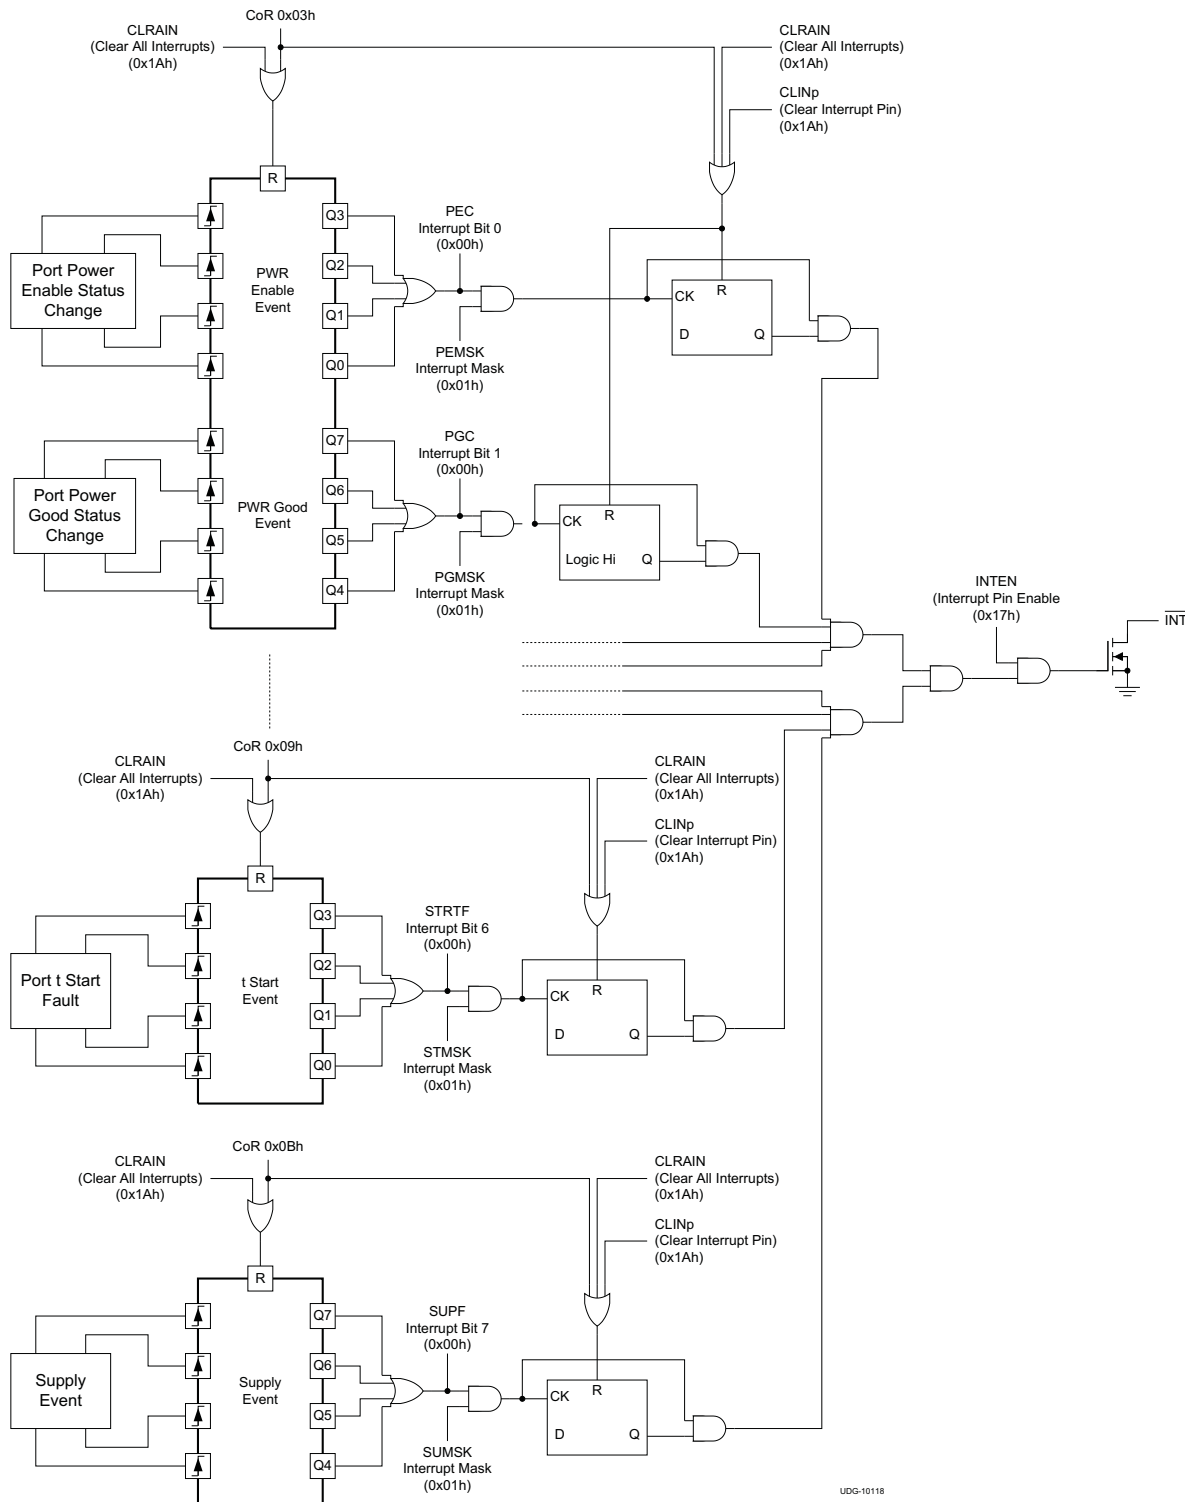 CoR 0x03h
CLRAIN
(Clear All Interrupts)
(0x1Ah)
CLRAIN
(Clear All Interrupts)
(0x1Ah)
CLINp
(Clear Interrupt Pin)
(0x1Ah)
R
Port Power
Enable Status
Change
PWR
Enable
Event
Q3
Q2
Q1
Q0
PEC
Interrupt Bit 0
(0x00h)
PEMSK
Interrupt Mask
(0x01h)
CK
R
D
Q
Port Power
Good Status
Change
PWR Good
Event
Q7
Q6
Q5
Q4
PGC
Interrupt Bit 1
(0x00h)
PGMSK
Interrupt Mask
(0x01h)
CK
R
Logic Hi
Q
INTEN
(Interrupt Pin Enable
(0x17h)
INT
CoR 0x09h
CLRAIN
(Clear All Interrupts)
(0x1Ah)
CLRAIN
(Clear All Interrupts)
(0x1Ah)
CLINp
(Clear Interrupt Pin)
(0x1Ah)
R
Port t Start
Fault
t Start
Event
Q3
Q2
Q1
Q0
STRTF
Interrupt Bit 6
(0x00h)
STMSK
Interrupt Mask
(0x01h)
CK
R
D
Q
CoR 0x0Bh
CLRAIN
(Clear All Interrupts)
(0x1Ah)
CLRAIN
(Clear All Interrupts)
(0x1Ah)
CLINp
(Clear Interrupt Pin)
(0x1Ah)
R
Supply
Event
Supply
Event
Q7
Q6
Q5
Q4
SUPF
Interrupt Bit 7
(0x00h)
SUMSK
Interrupt Mask
(0x01h)
CK
R
D
Q
UDG-10118